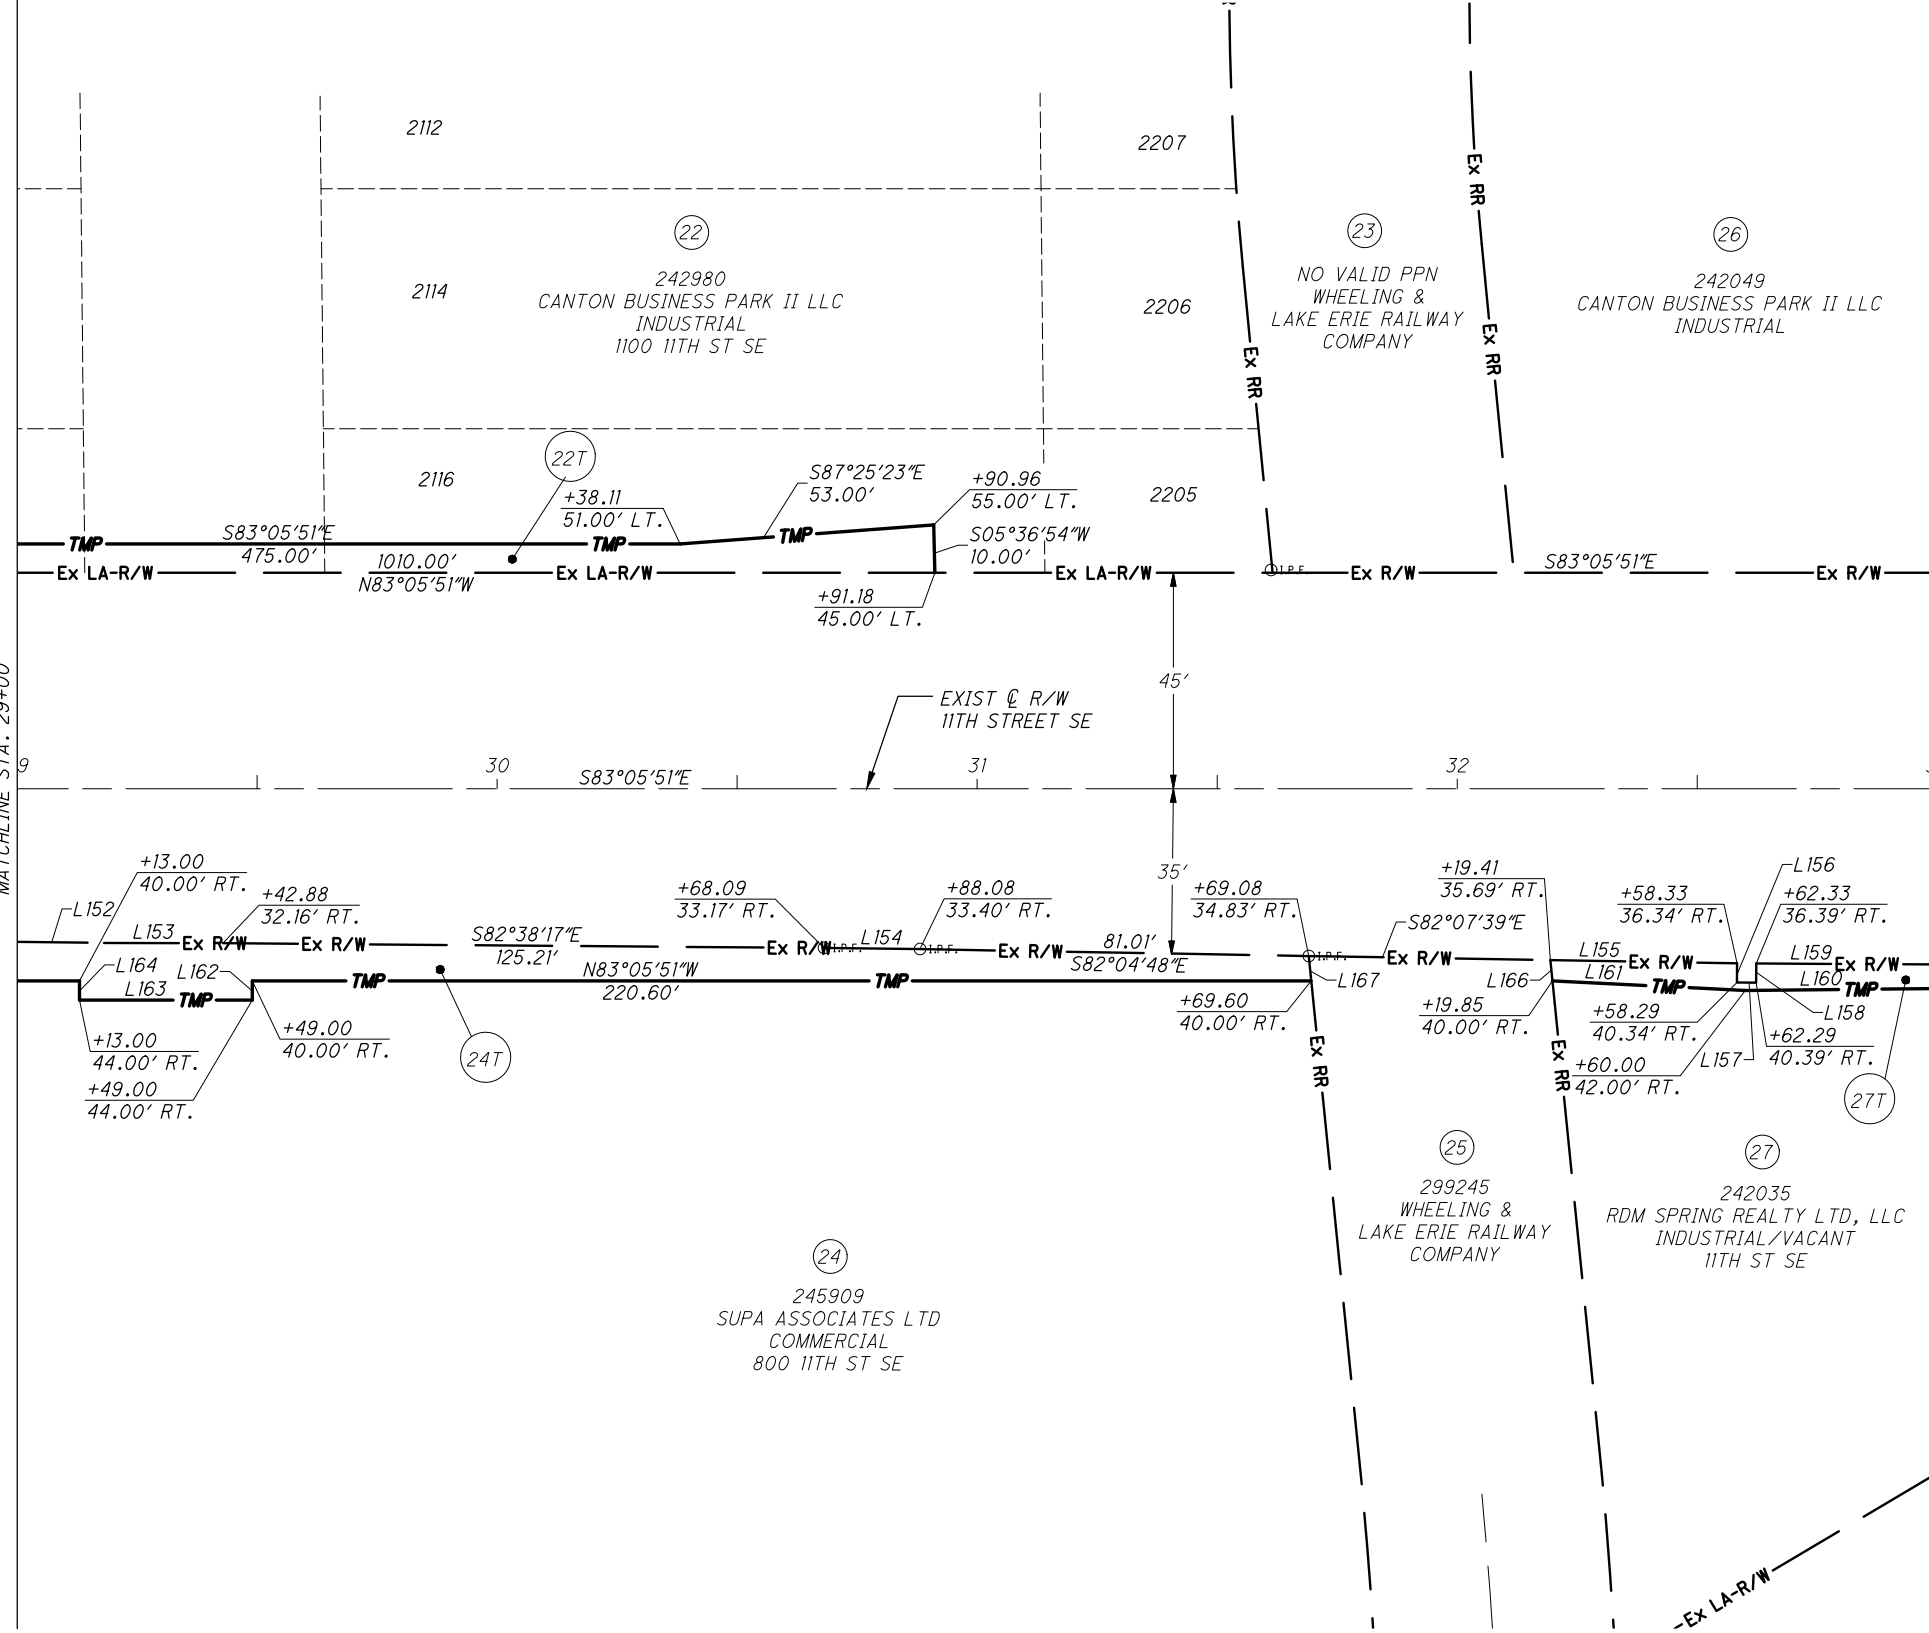 2112
2207
22
23
26
242980
CANTON BUSINESS PARK II LLC
INDUSTRIAL
1100 11TH ST SE
NO VALID PPN
WHEELING &
LAKE ERIE RAILWAY
COMPANY
242049
CANTON BUSINESS PARK II LLC
INDUSTRIAL
2114
2206
Ex RR
Ex RR
Ex RR
22T
2116
2205
+38.11
51.00' LT.
S87°25'23"E
53.00'
+90.96
55.00' LT.
S05°36'54"W
10.00'
S83°05'51"E
475.00'
TMP
TMP
TMP
1010.00'
N83°05'51"W
Ex LA-R/W
Ex LA-R/W
Ex LA-R/W
I.P.F.
Ex R/W
S83°05'51"E
Ex R/W
+91.18
45.00' LT.
45'
EXIST ℄ R/W
11TH STREET SE
MATCHLINE STA. 29+00
9
30
S83°05'51"E
31
32
35'
+13.00
40.00' RT.
+42.88
32.16' RT.
+68.09
33.17' RT.
+88.08
33.40' RT.
+69.08
34.83' RT.
+19.41
35.69' RT.
+58.33
36.34' RT.
L156
+62.33
36.39' RT.
L152
L153
Ex R/W
Ex R/W
S82°38'17"E
125.21'
Ex R/W
I.P.F.
L154
I.P.F.
Ex R/W
81.01'
S82°04'48"E
I.P.F.
S82°07'39"E
Ex R/W
L155
Ex R/W
L159
Ex R/W
L164
L162
L163
TMP
TMP
N83°05'51"W
220.60'
TMP
L167
L166
L161
TMP
L160
TMP
L158
L157
+13.00
44.00' RT.
+49.00
44.00' RT.
+49.00
40.00' RT.
24T
+69.60
40.00' RT.
+19.85
40.00' RT.
+58.29
40.34' RT.
+60.00
42.00' RT.
+62.29
40.39' RT.
27T
Ex RR
Ex RR
25
299245
WHEELING &
LAKE ERIE RAILWAY
COMPANY
27
242035
RDM SPRING REALTY LTD, LLC
INDUSTRIAL/VACANT
11TH ST SE
24
245909
SUPA ASSOCIATES LTD
COMMERCIAL
800 11TH ST SE
Ex LA-R/W